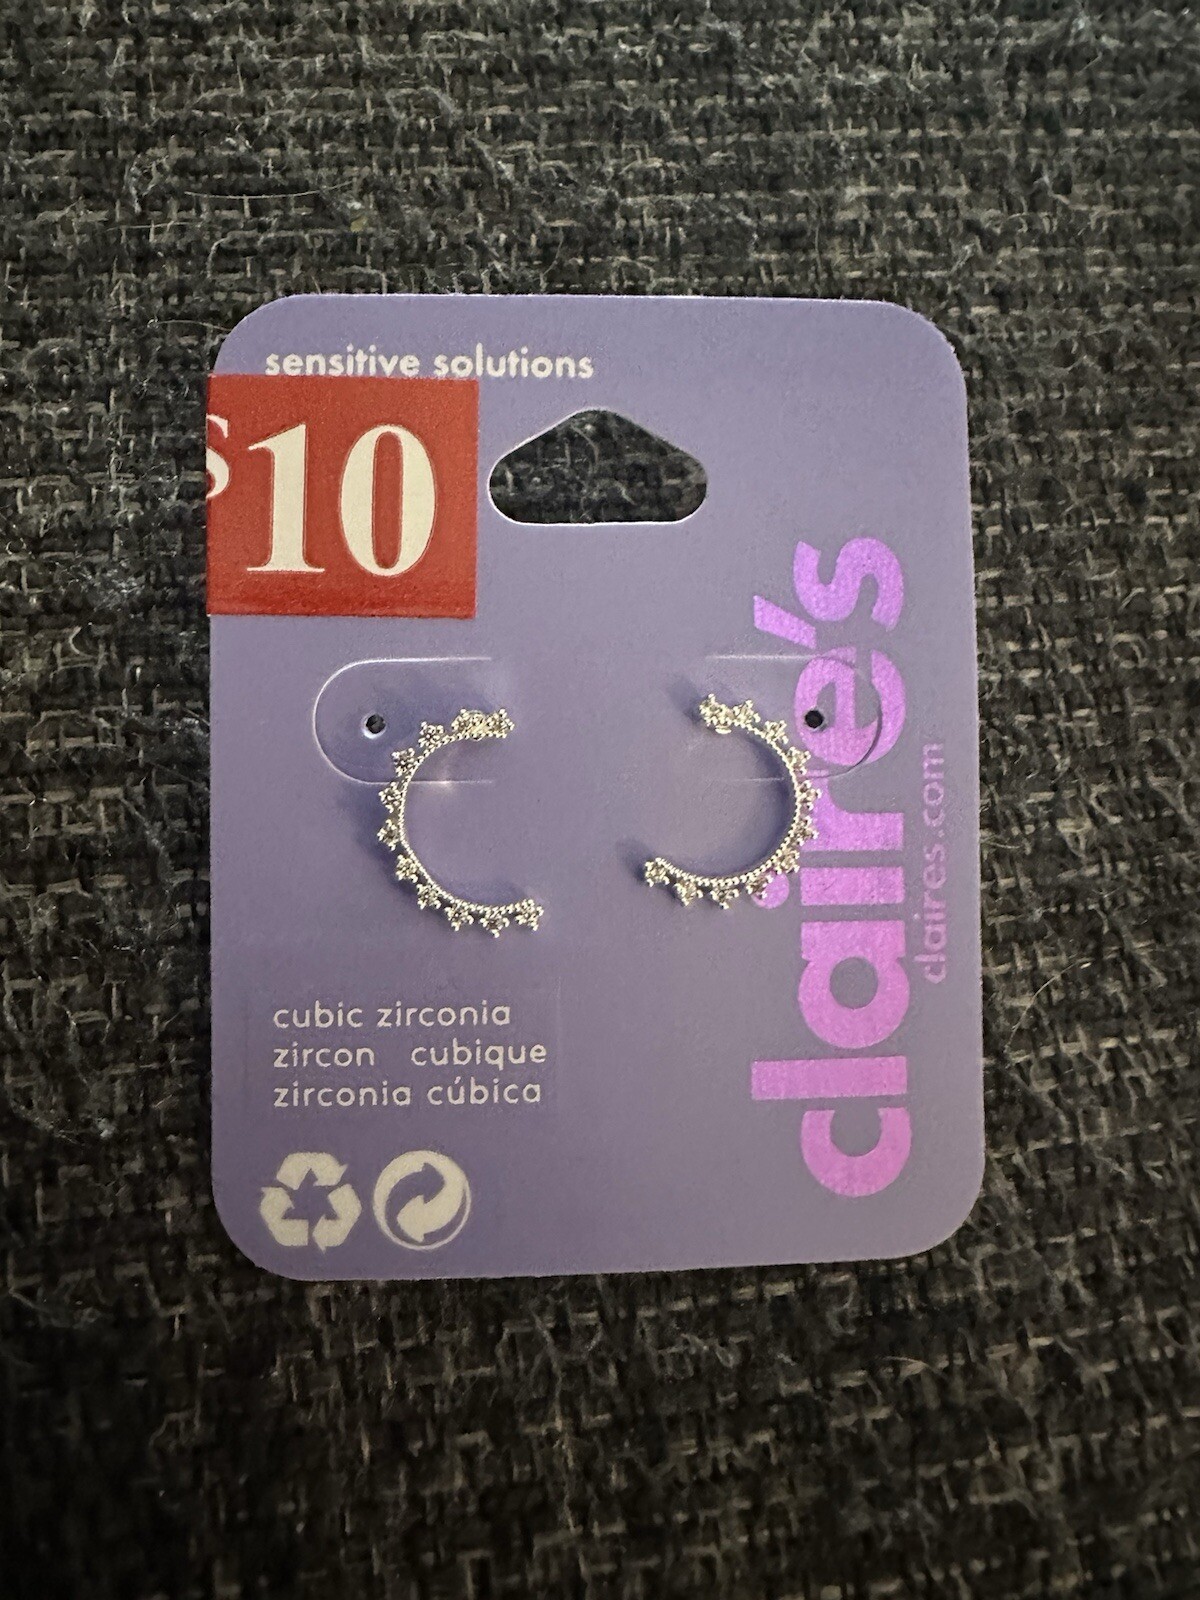 sensitive solutions
$10
claire's
claires.com
cubic zirconia
zircon cubique
zirconia cúbica